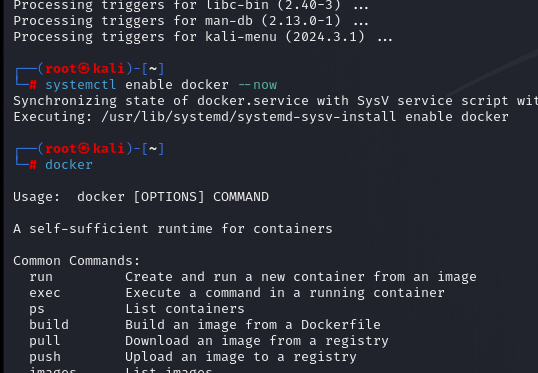 Processing triggers for libc-bin (2.40-3) ...
Processing triggers for man-db (2.13.0-1) ...
Processing triggers for kali-menu (2024.3.1) ...
┌──(root㉿kali)-[~]
└─# systemctl enable docker --now
Synchronizing state of docker.service with SysV service script
Executing: /usr/lib/systemd/systemd-sysv-install enable docker
┌──(root㉿kali)-[~]
└─# docker
Usage:  docker [OPTIONS] COMMAND
A self-sufficient runtime for containers
Common Commands:
  run         Create and run a new container from an image
  exec        Execute a command in a running container
  ps          List containers
  build       Build an image from a Dockerfile
  pull        Download an image from a registry
  push        Upload an image to a registry
  images      List images